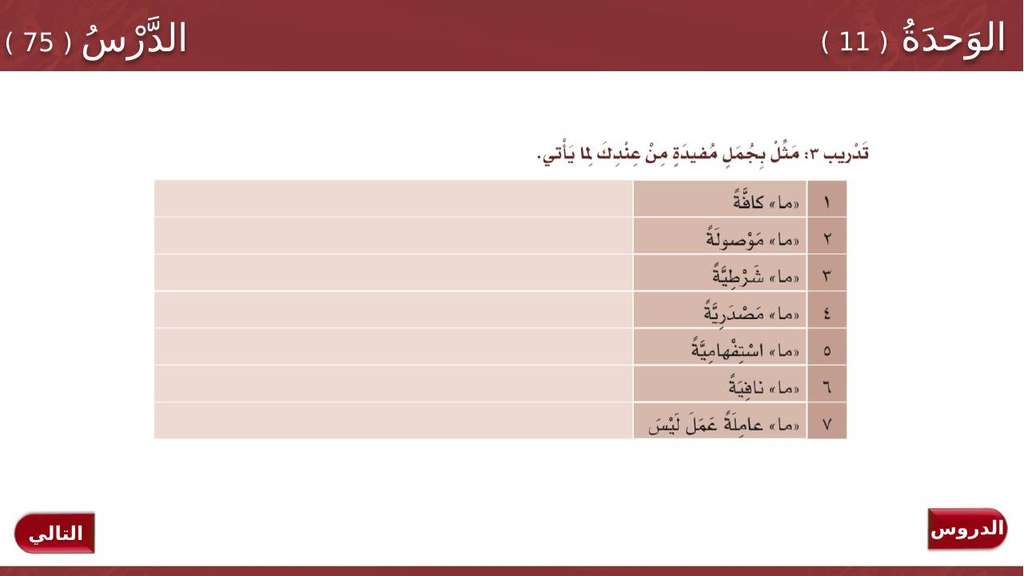 الوَحدَةُ ( 11 )
الدَّرْسُ ( 75 )
تَدْريب ٣: مَثِّلْ بِجُمَلٍ مُفيدَةٍ مِنْ عِنْدِكَ لِما يَأْتي.
١ «ما» كافَّةً
٢ «ما» مَوْصولَةً
٣ «ما» شَرْطِيَّةً
٤ «ما» مَصْدَرِيَّةً
٥ «ما» اسْتِفْهامِيَّةً
٦ «ما» نافِيَةً
٧ «ما» عامِلَةً عَمَلَ لَيْسَ
الدروس
التالي